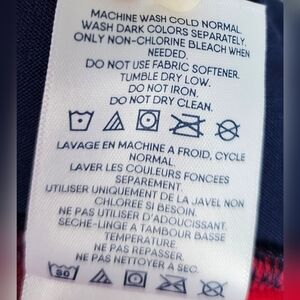 MACHINE WASH COLD NORMAL.
WASH DARK COLORS SEPARATELY.
ONLY NON-CHLORINE BLEACH WHEN
NEEDED.
DO NOT USE FABRIC SOFTENER.
TUMBLE DRY LOW.
DO NOT IRON.
DO NOT DRY CLEAN.
LAVAGE EN MACHINE A FROID, CYCLE
NORMAL.
LAVER LES COULEURS FONCEES
SEPAREMENT.
UTILISER UNIQUEMENT DE LA JAVEL NON
CHLOREE SI BESOIN.
NE PAS UTILISER D'ADOUCISSANT.
SECHE-LINGE A TAMBOUR BASSE
TEMPERATURE.
NE PAS REPASSER.
NE PAS NETTOYER A SEC.